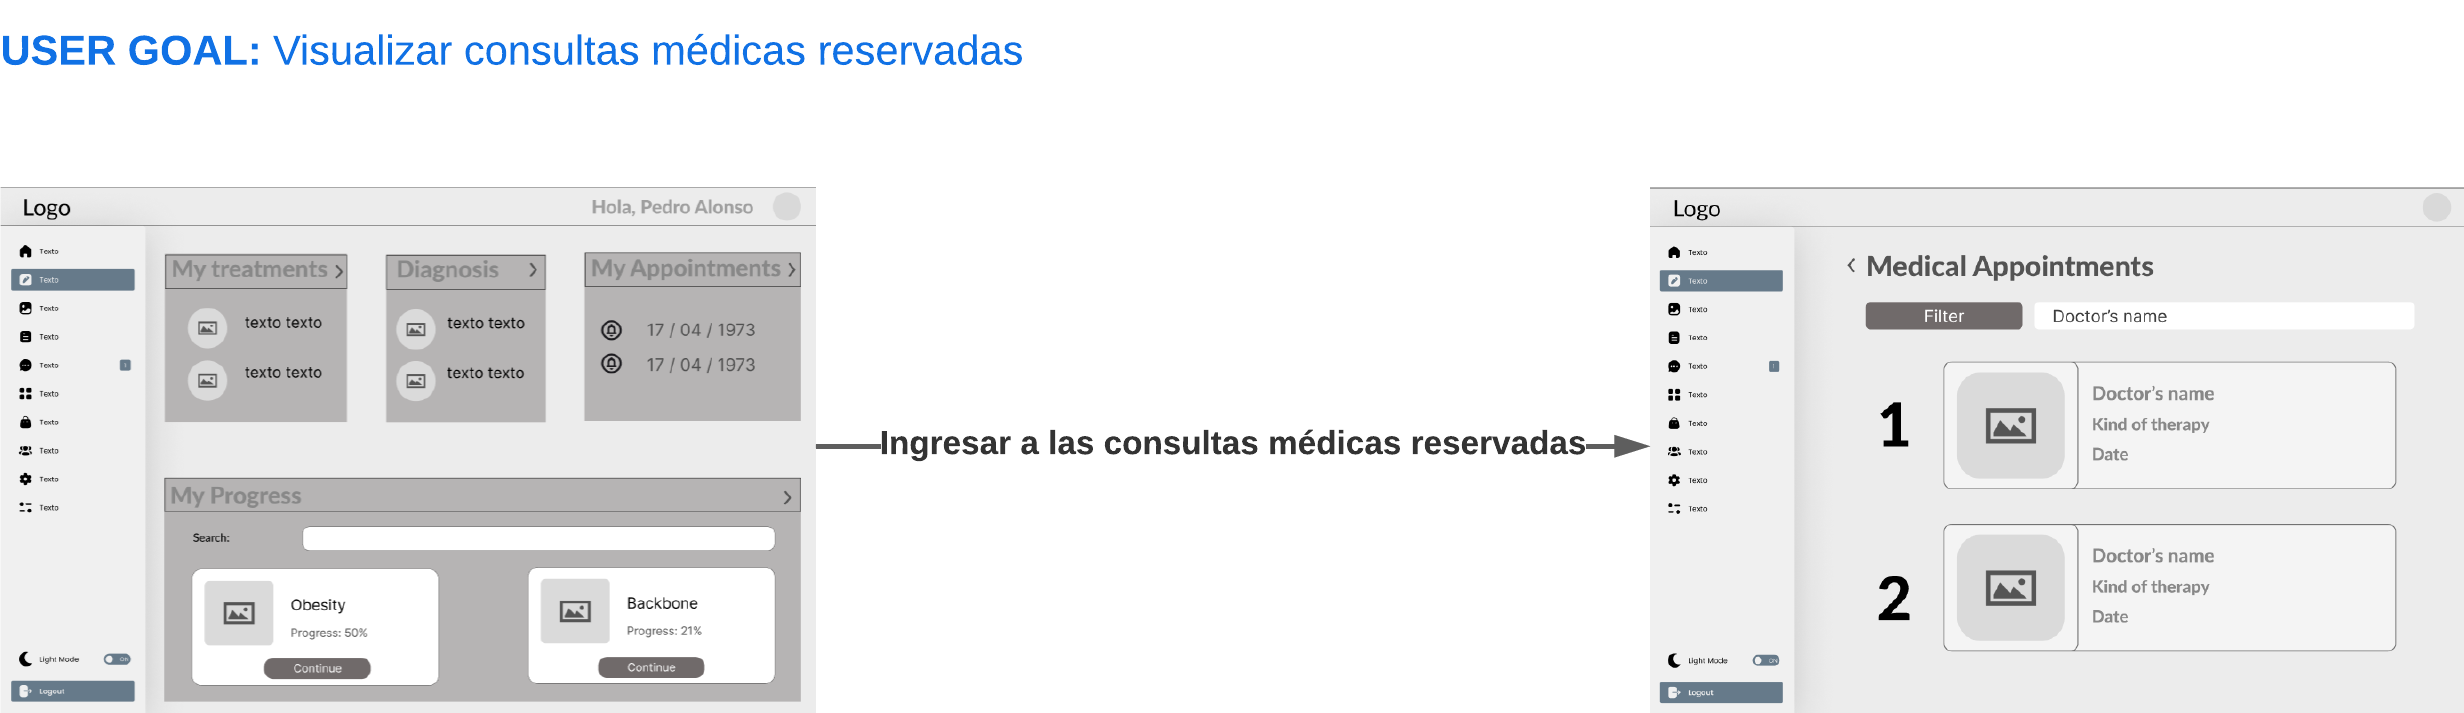 USER GOAL: Visualizar consultas médicas reservadas
Logo
Hola, Pedro Alonso
Texto
Texto
Texto
Texto
Texto
Texto
Texto
Texto
Texto
Texto
Light Mode
ON
Logout
My treatments
texto texto
texto texto
Diagnosis
texto texto
texto texto
My Appointments
17 / 04 / 1973
17 / 04 / 1973
My Progress
Search:
Obesity
Progress: 50%
Continue
Backbone
Progress: 21%
Continue
Ingresar a las consultas médicas reservadas
Logo
Texto
Texto
Texto
Texto
Texto
Texto
Texto
Texto
Texto
Texto
Light Mode
ON
Logout
Medical Appointments
Filter
Doctor's name
1
Doctor's name
Kind of therapy
Date
2
Doctor's name
Kind of therapy
Date